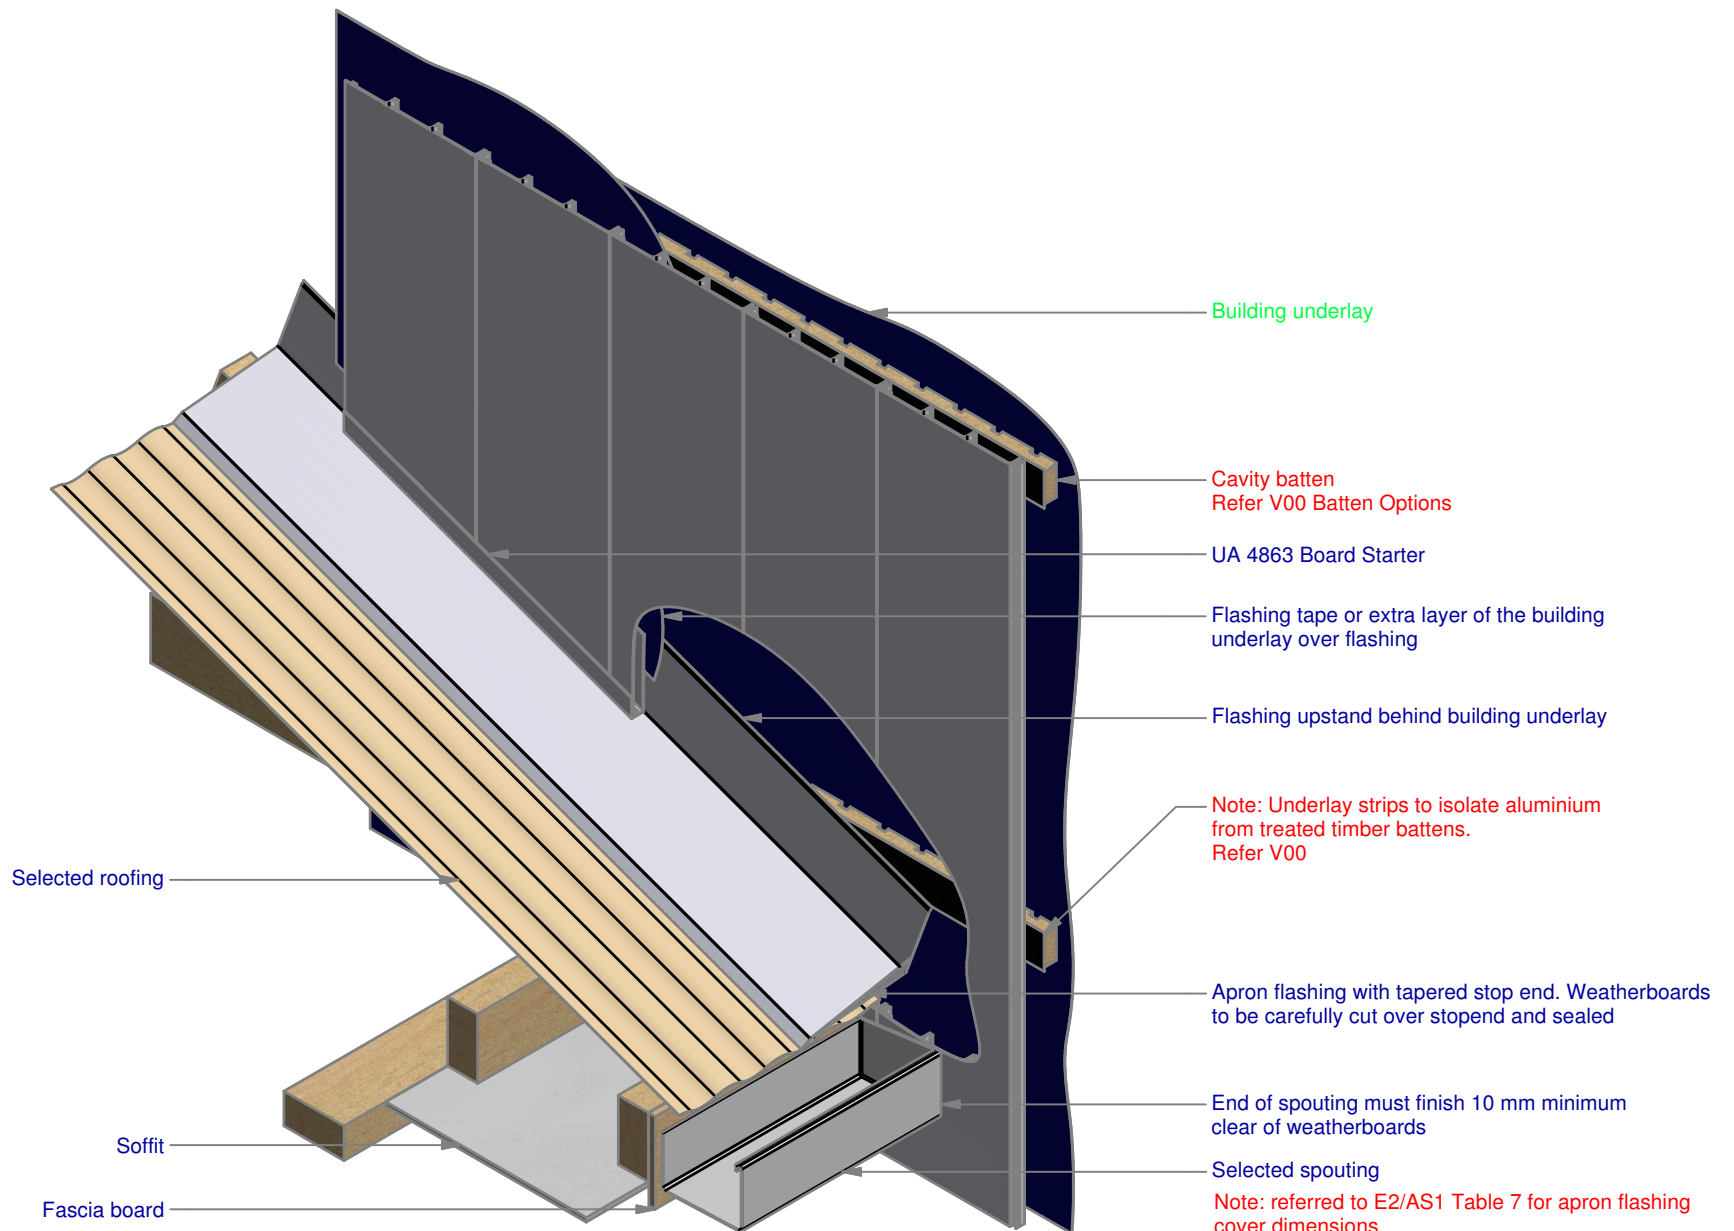 Building underlay
Cavity batten
Refer V00 Batten Options
UA 4863 Board Starter
Flashing tape or extra layer of the building
underlay over flashing
Flashing upstand behind building underlay
Note: Underlay strips to isolate aluminium
from treated timber battens.
Refer V00
Selected roofing
Apron flashing with tapered stop end. Weatherboards
to be carefully cut over stopend and sealed
End of spouting must finish 10 mm minimum
clear of weatherboards
Soffit
Selected spouting
Fascia board
Note: referred to E2/AS1 Table 7 for apron flashing
cover dimensions